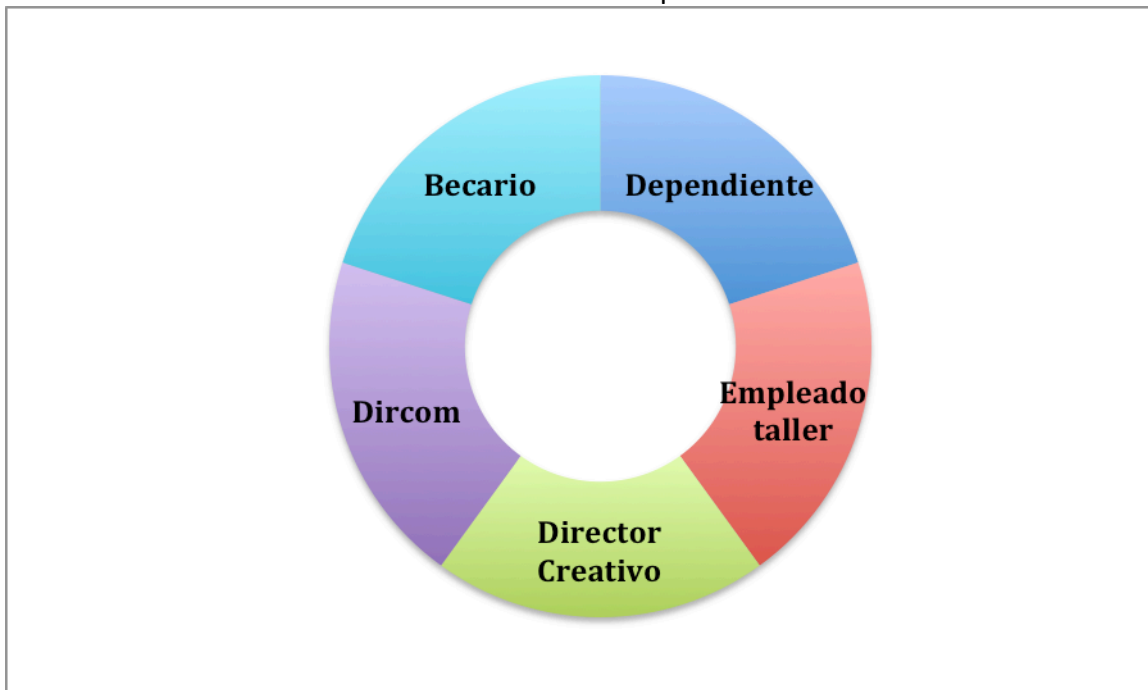 Becario
Dependiente
Empleado
taller
Dircom
Director
Creativo